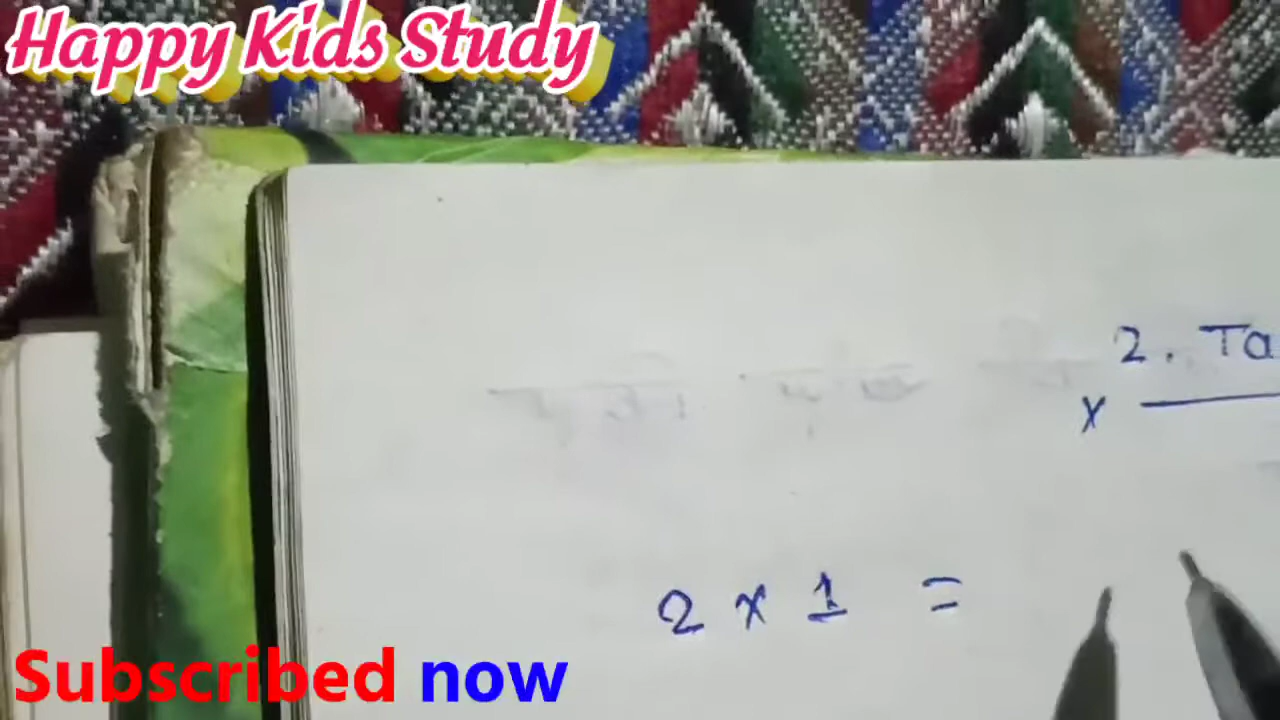 Happy Kids Study
2. Ta
x
2 x 1 =
Subscribed now